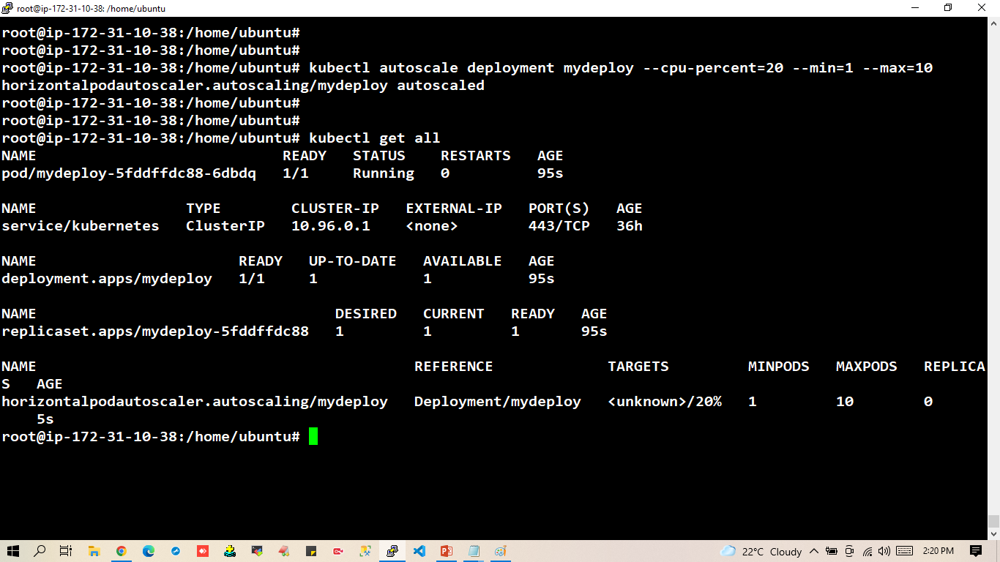 root@ip-172-31-10-38: /home/ubuntu
root@ip-172-31-10-38:/home/ubuntu#
root@ip-172-31-10-38:/home/ubuntu#
root@ip-172-31-10-38:/home/ubuntu# kubectl autoscale deployment mydeploy --cpu-percent=20 --min=1 --max=10
horizontalpodautoscaler.autoscaling/mydeploy autoscaled
root@ip-172-31-10-38:/home/ubuntu#
root@ip-172-31-10-38:/home/ubuntu#
root@ip-172-31-10-38:/home/ubuntu# kubectl get all
NAME READY STATUS RESTARTS AGE
pod/mydeploy-5fddffdc88-6dbdq 1/1 Running 0 95s
NAME TYPE CLUSTER-IP EXTERNAL-IP PORT(S) AGE
service/kubernetes ClusterIP 10.96.0.1 <none> 443/TCP 36h
NAME READY UP-TO-DATE AVAILABLE AGE
deployment.apps/mydeploy 1/1 1 1 95s
NAME DESIRED CURRENT READY AGE
replicaset.apps/mydeploy-5fddffdc88 1 1 1 95s
NAME REFERENCE TARGETS MINPODS MAXPODS REPLICA
S AGE
horizontalpodautoscaler.autoscaling/mydeploy Deployment/mydeploy <unknown>/20% 1 10 0
5s
root@ip-172-31-10-38:/home/ubuntu#
22°C Cloudy 2:20 PM